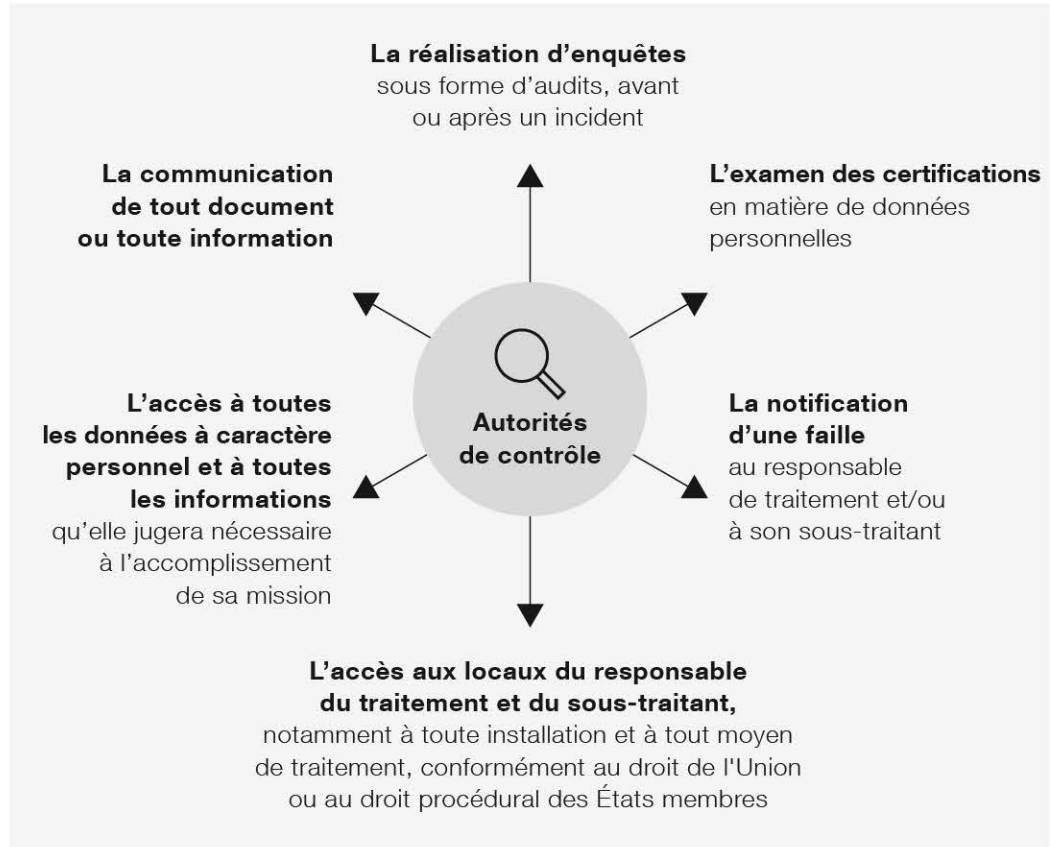 La réalisation d’enquêtes
sous forme d’audits, avant
ou après un incident
La communication
de tout document
ou toute information
L’examen des certifications
en matière de données
personnelles
Autorités
de contrôle
L’accès à toutes
les données à caractère
personnel et à toutes
les informations
qu’elle jugera nécessaire
à l’accomplissement
de sa mission
La notification
d’une faille
au responsable
de traitement et/ou
à son sous-traitant
L’accès aux locaux du responsable
du traitement et du sous-traitant,
notamment à toute installation et à tout moyen
de traitement, conformément au droit de l'Union
ou au droit procédural des États membres